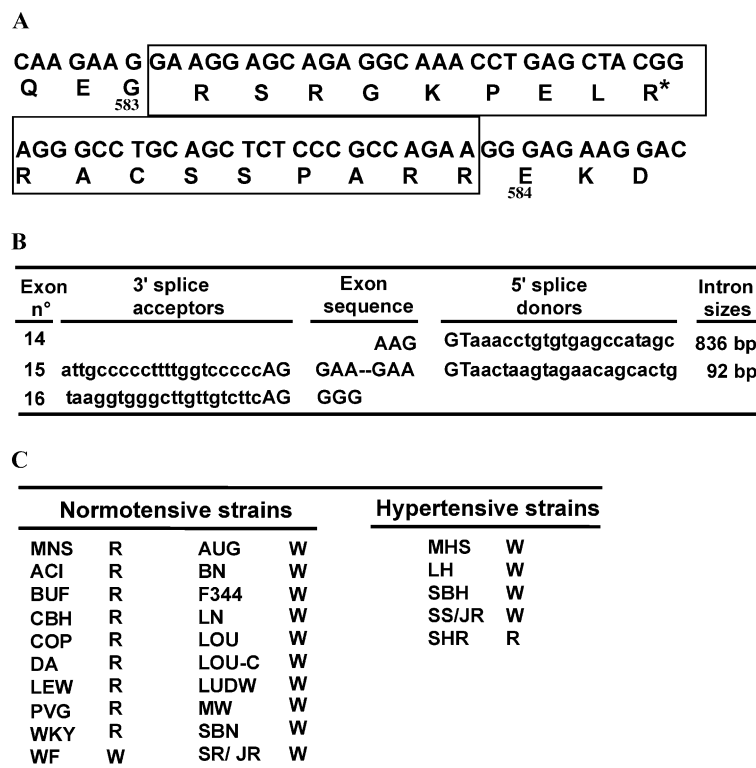 A
CAA GAAG GA AGG AGC AGA GGC AAA CCT GAG CTA CGG
Q E G R S R G K P E L R*
583
AGG GCC TGC AGC TCT CCC GCC AGA A GG GAG AAG GAC
R A C S S P A R R E K D
584
B
Exon n° 3' splice acceptors Exon sequence 5' splice donors Intron sizes
14 AAG GTaaacctgtgtgagccatagc 836 bp
15 attgcccccttttggtcccccAG GAA--GAA GTaactaagtagaacagcactg 92 bp
16 taaggtgggcttgttgtcttcAG GGG
C
Normotensive strains Hypertensive strains
MNS R AUG W MHS W
ACI R BN W LH W
BUF R F344 W SBH W
CBH R LN W SS/JR W
COP R LOU W SHR R
DA R LOU-C W
LEW R LUDW W
PVG R MW W
WKY R SBN W
WF W SR/ JR W